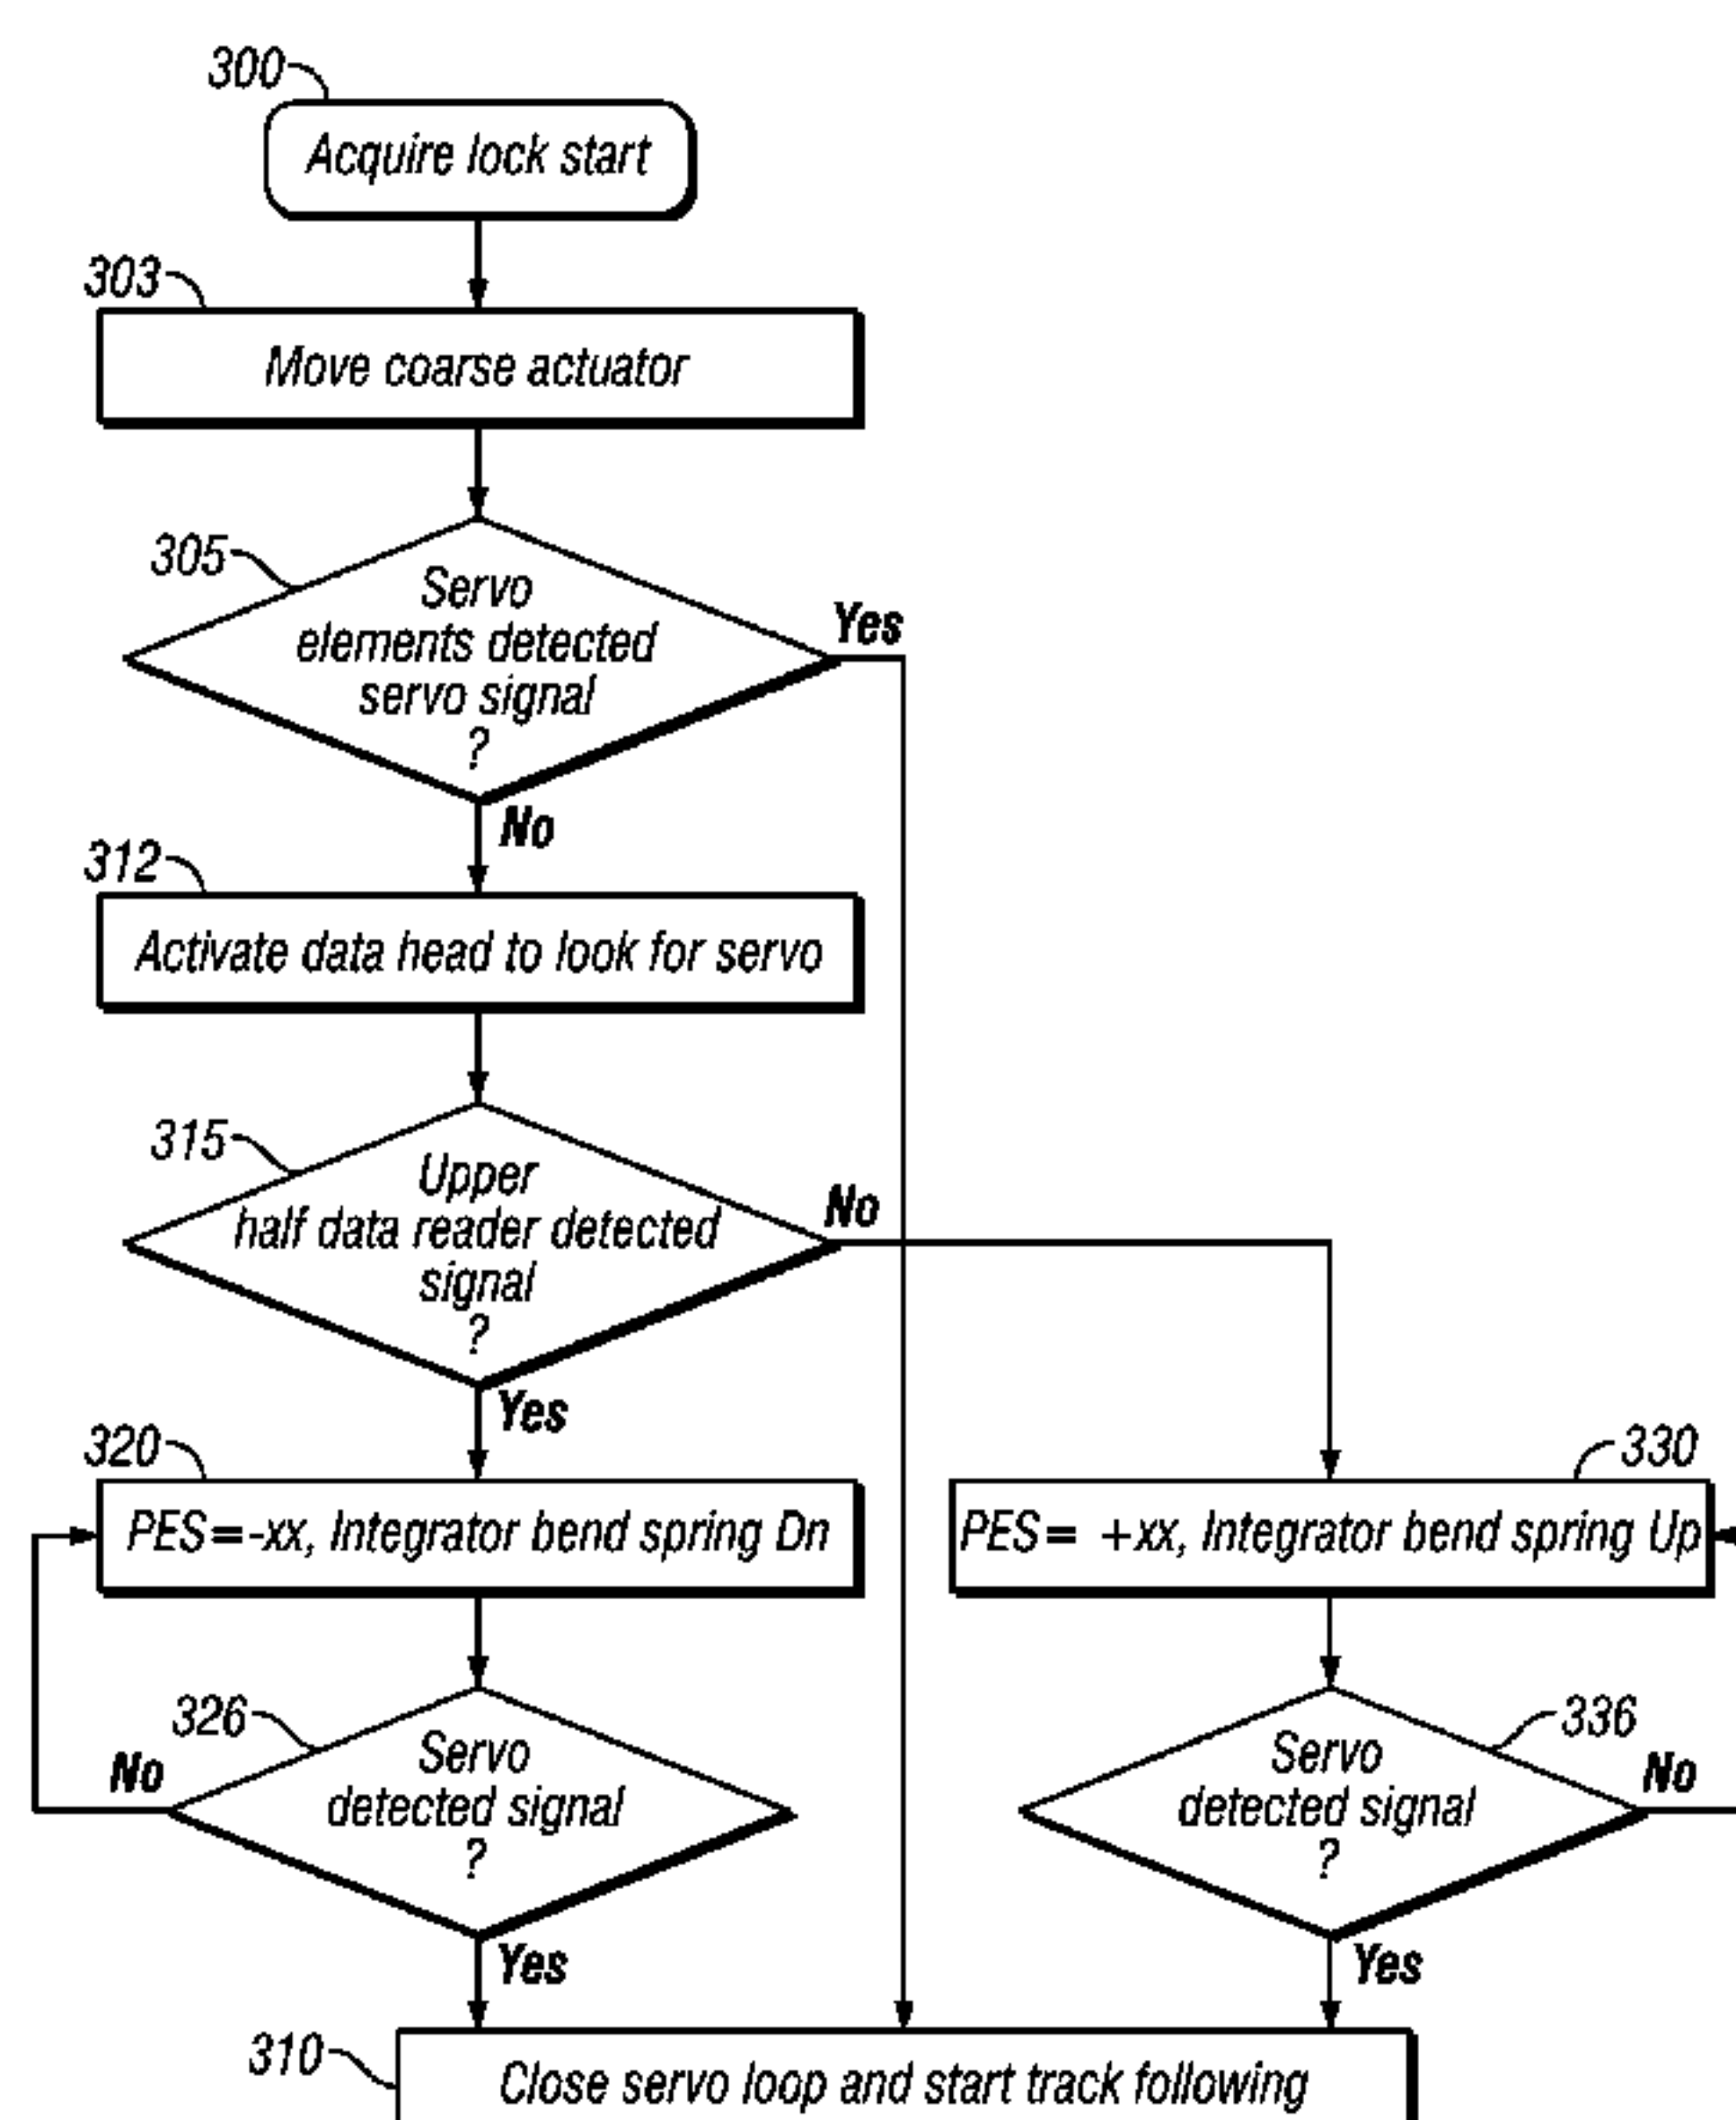 300
Acquire lock start
303
Move coarse actuator
305
Servo
elements detected
servo signal
?
Yes
No
312
Activate data head to look for servo
315
Upper
half data reader detected
signal
?
No
Yes
320
PES=-xx, Integrator bend spring Dn
330
PES= +xx, Integrator bend spring Up
326
Servo
detected signal
?
No
Yes
336
Servo
detected signal
?
No
Yes
310
Close servo loop and start track following